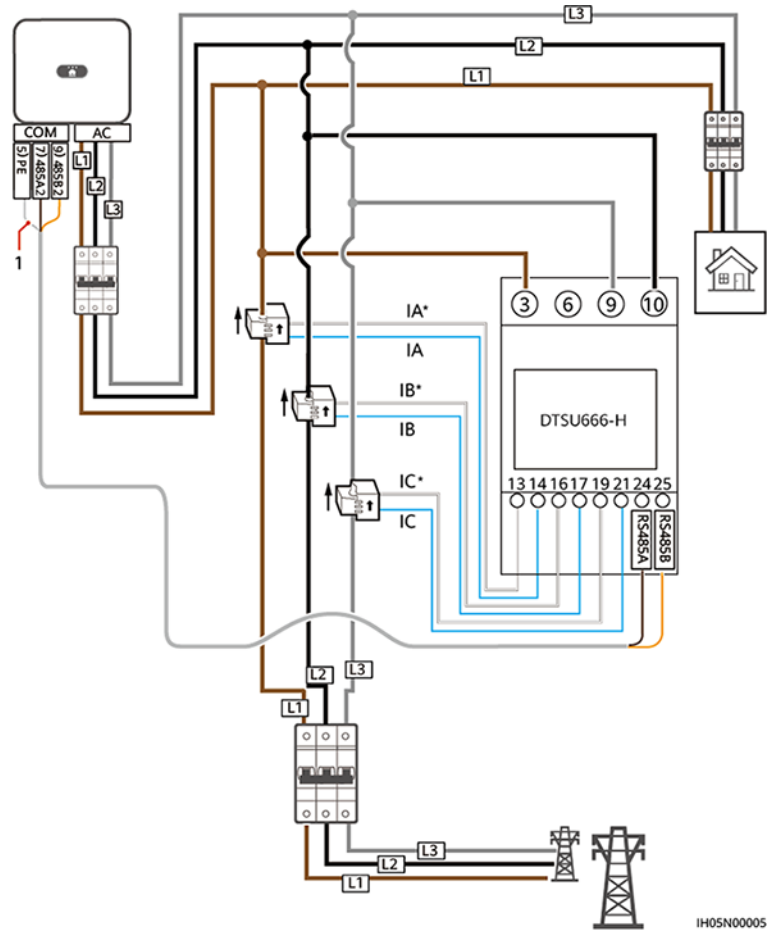 L3
L2
L1
COM
AC
5) PE
7) 485A2
9) 485B2
L1
L2
L3
1
3
6
9
10
IA*
IA
IB*
IB
IC*
IC
DTSU666-H
13 14 16 17 19 21 24 25
RS485A
RS485B
L2
L3
L1
L3
L2
L1
IH05N00005